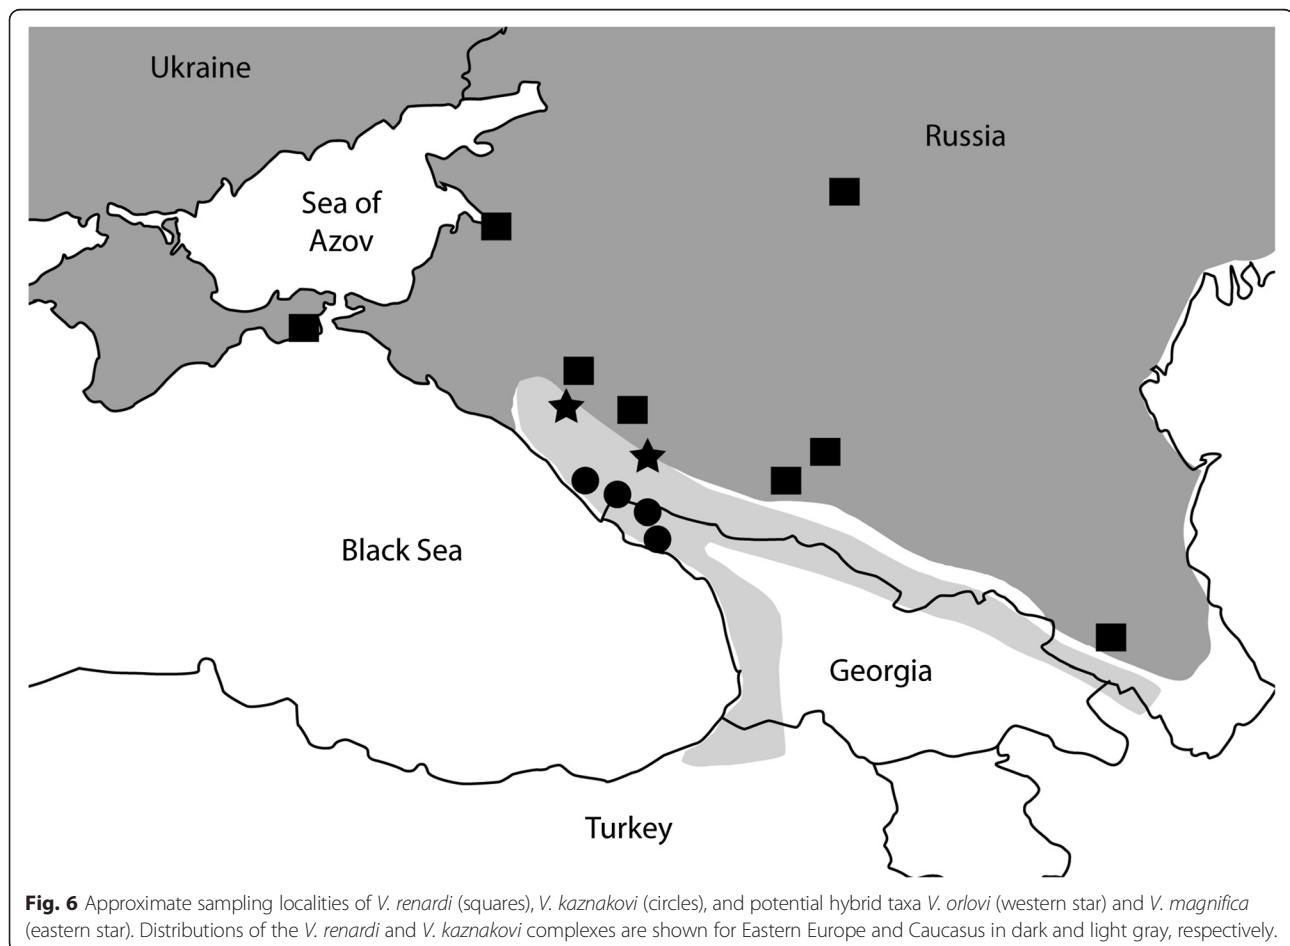 Ukraine
Russia
Sea of
Azov
Black Sea
Georgia
Turkey
Fig. 6 Approximate sampling localities of V. renardi (squares), V. kaznakovi (circles), and potential hybrid taxa V. orlovi (western star) and V. magnifica
(eastern star). Distributions of the V. renardi and V. kaznakovi complexes are shown for Eastern Europe and Caucasus in dark and light gray, respectively.